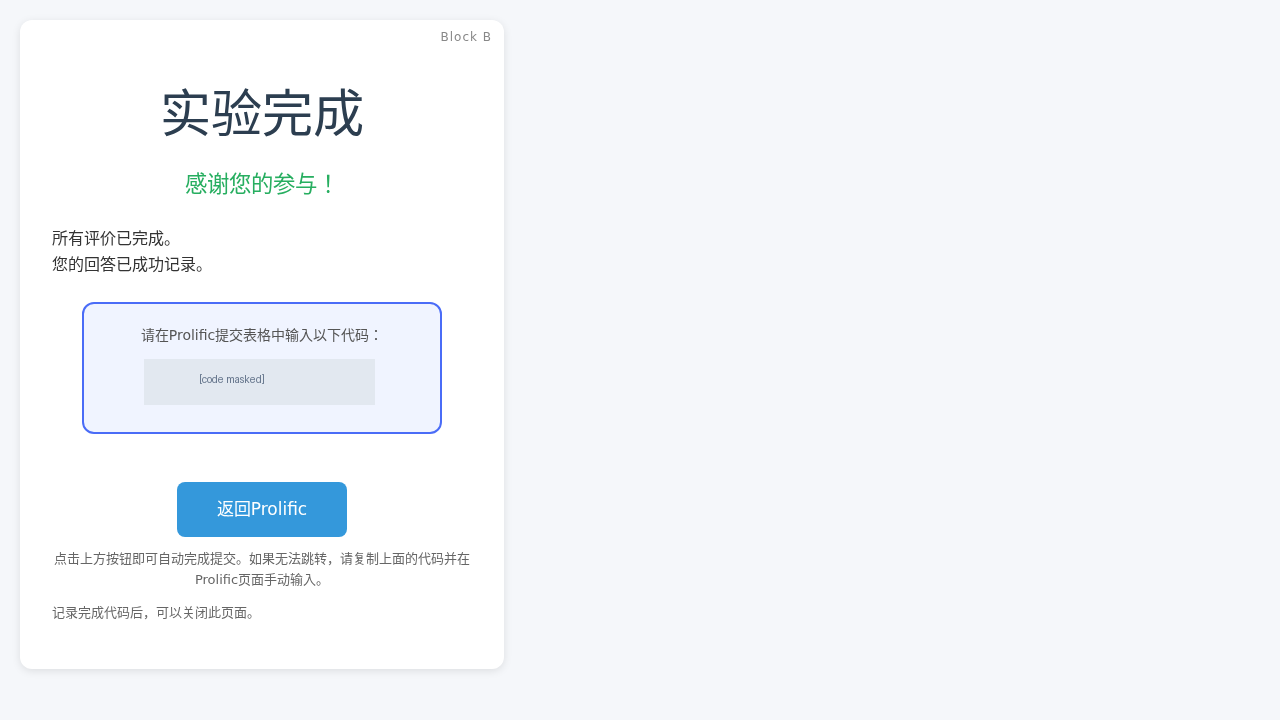 Block B
实验完成
感谢您的参与！
所有评价已完成。
您的回答已成功记录。
请在Prolific提交表格中输入以下代码：
[code masked]
返回Prolific
点击上方按钮即可自动完成提交。如果无法跳转，请复制上面的代码并在
Prolific页面手动输入。
记录完成代码后，可以关闭此页面。